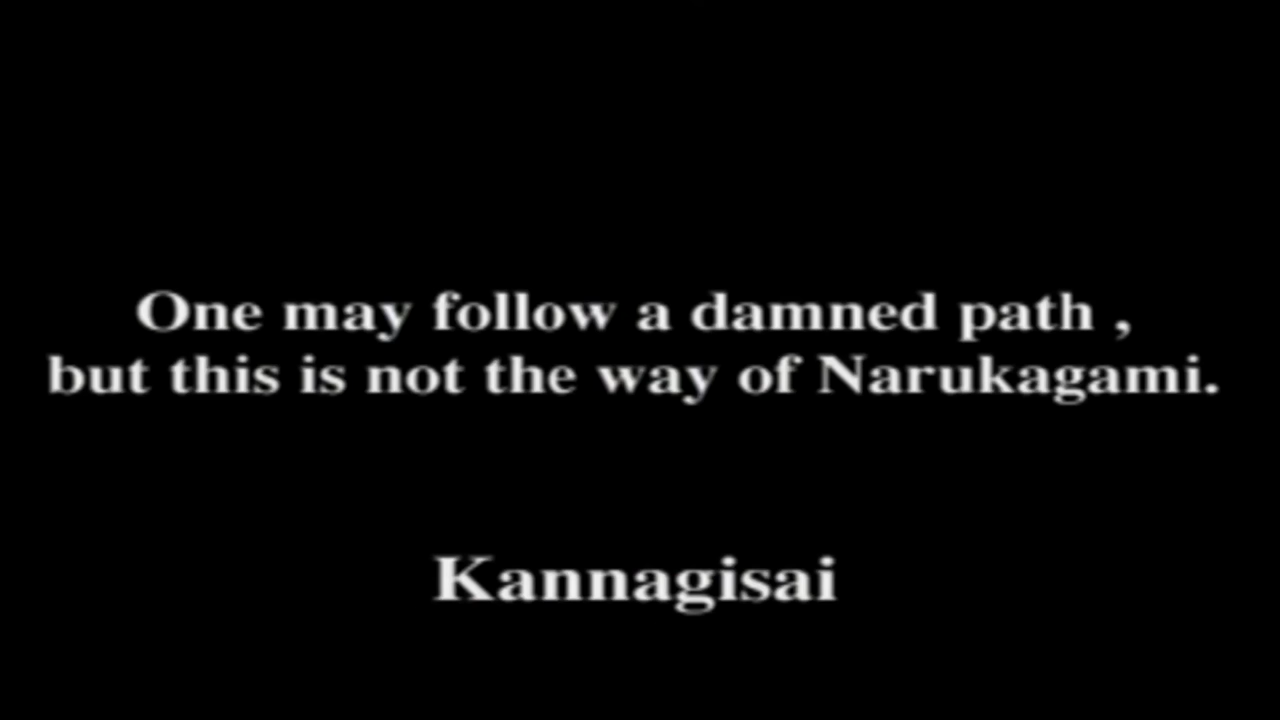 One may follow a damned path ,
but this is not the way of Narukagami.
Kannagisai